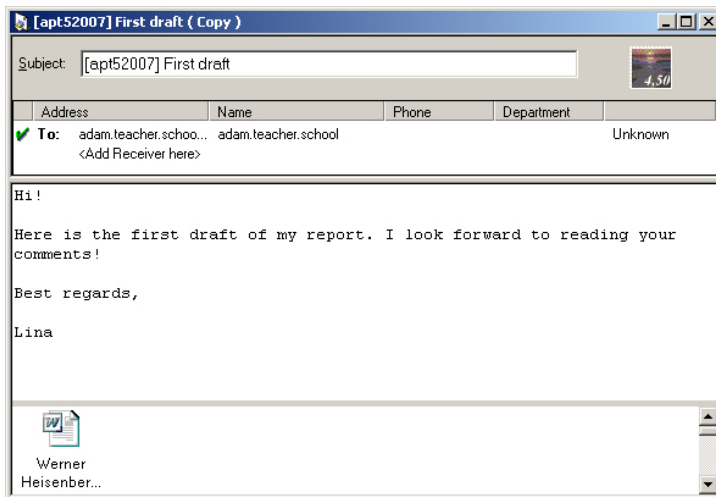 [apt52007] First draft ( Copy )
Subject: [apt52007] First draft
4,50
Address Name Phone Department
To: adam.teacher.schoo... adam.teacher.school Unknown
<Add Receiver here>
Hi!
Here is the first draft of my report. I look forward to reading your
comments!
Best regards,
Lina
Werner
Heisenber...